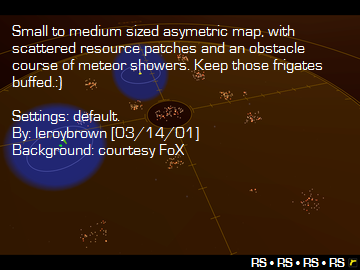 Small to medium sized asymetric map, with
scattered resource patches and an obstacle
course of meteor showers. Keep those frigates
buffed.:)
Settings: default.
By: leroybrown [03/14/01]
Background: courtesy FoX
RS • RS • RS • RS r